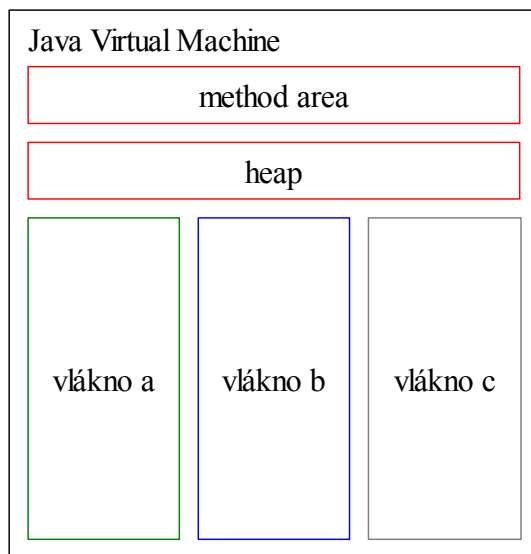 Java Virtual Machine
method area
heap
vlákno a
vlákno b
vlákno c